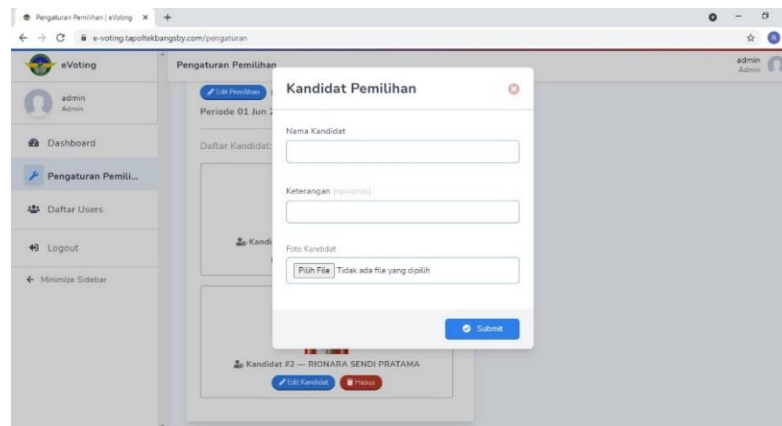 Pengaturan Pemilihan | eVoting
e-voting.tapoltekbangsby.com/pengaturan
eVoting
Pengaturan Pemilihan
admin
Admin
admin
Admin
Dashboard
Pengaturan Pemili...
Daftar Users
Logout
Minimize Sidebar
Edit Pemilihan
Periode 01 Jun
Daftar Kandidat:
Kandi
Kandidat Pemilihan
Nama Kandidat
Keterangan (opsional)
Foto Kandidat
Pilih File Tidak ada file yang dipilih
Submit
Kandidat #2 — RIONARA SENDI PRATAMA
Edit Kandidat
Hapus